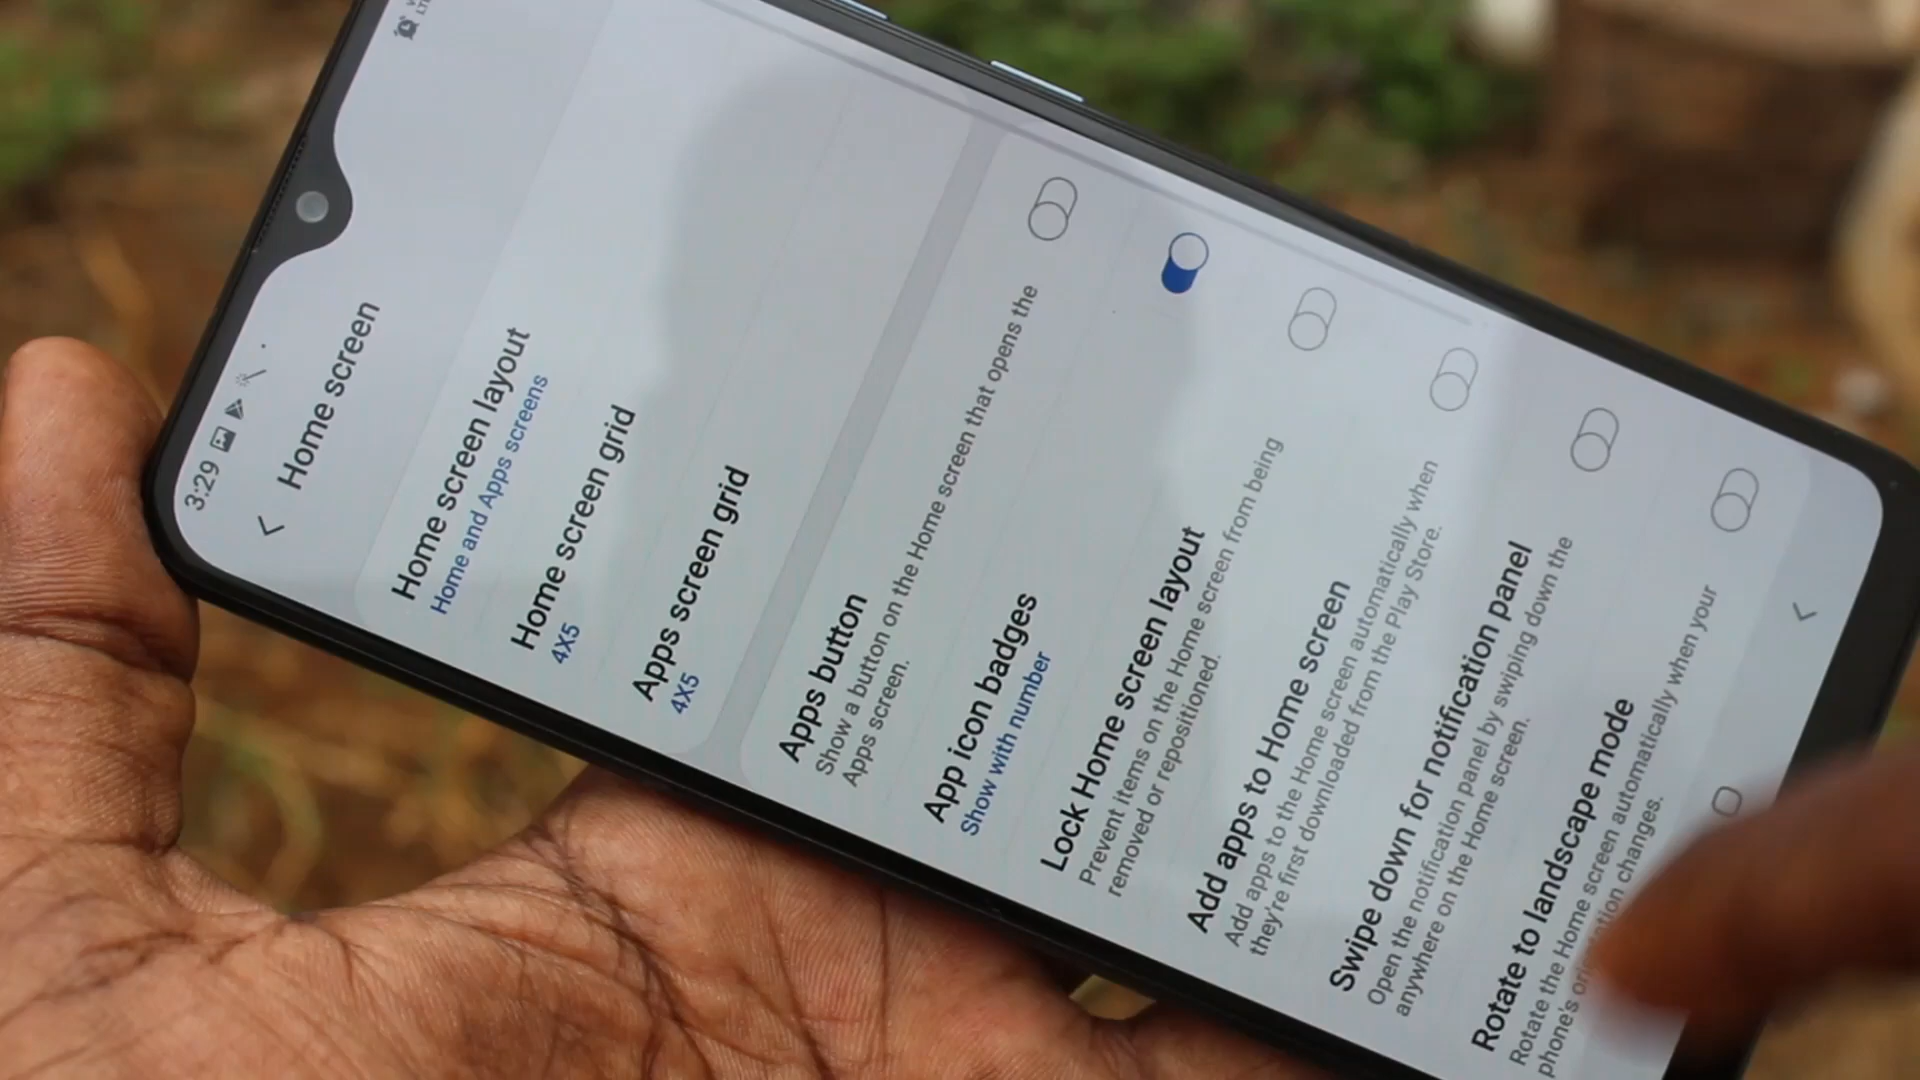 3:29
Home screen
Home screen layout
Home and Apps screens
Home screen grid
4X5
Apps screen grid
4X5
Apps button
Show a button on the Home screen that opens the
Apps screen.
App icon badges
Show with number
Lock Home screen layout
Prevent items on the Home screen from being
removed or repositioned.
Add apps to Home screen
Add apps to the Home screen automatically when
they're first downloaded from the Play Store.
Swipe down for notification panel
Open the notification panel by swiping down the
anywhere on the Home screen.
Rotate to landscape mode
Rotate the Home screen automatically when your
phone's changes.